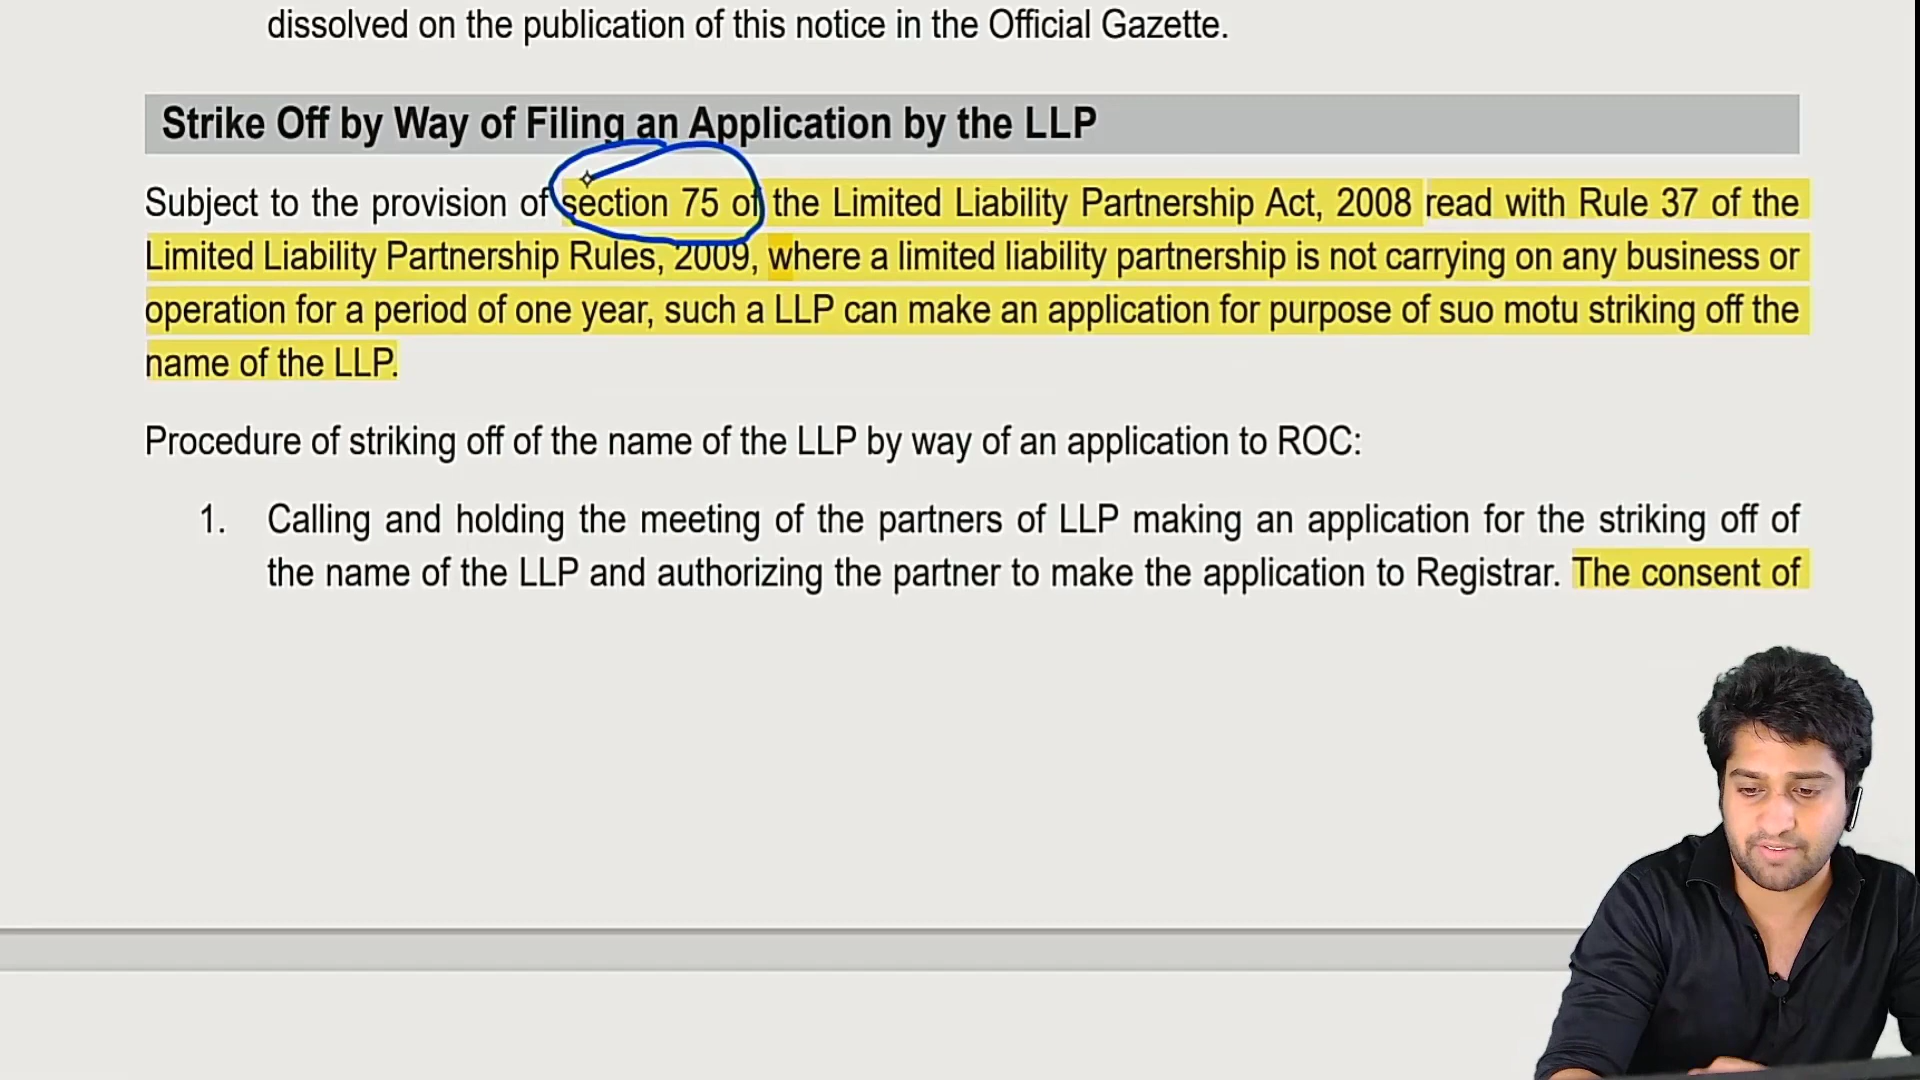 dissolved on the publication of this notice in the Official Gazette.
Strike Off by Way of Filing an Application by the LLP
Subject to the provision of section 75 of the Limited Liability Partnership Act, 2008 read with Rule 37 of the
Limited Liability Partnership Rules, 2009, where a limited liability partnership is not carrying on any business or
operation for a period of one year, such a LLP can make an application for purpose of suo motu striking off the
name of the LLP.
Procedure of striking off of the name of the LLP by way of an application to ROC:
1. Calling and holding the meeting of the partners of LLP making an application for the striking off of
the name of the LLP and authorizing the partner to make the application to Registrar. The consent of